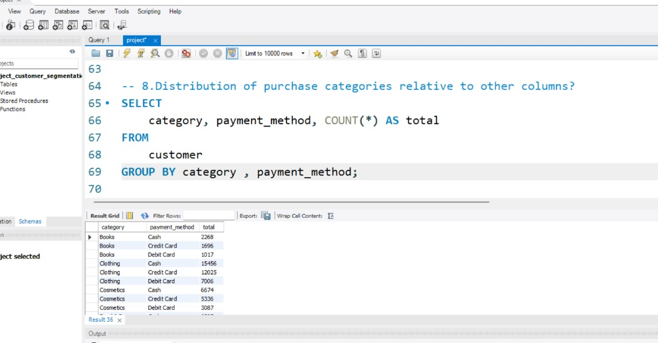 View Query Database Server Tools Scripting Help
Query 1 project* ×
Limit to 10000 rows
63
64 -- 8.Distribution of purchase categories relative to other columns?
65 SELECT
66 category, payment_method, COUNT(*) AS total
67 FROM
68 customer
69 GROUP BY category , payment_method;
70
ject_customer_segmentati
Tables
Views
Stored Procedures
Functions
Schemas
ject selected
Result Grid Filter Rows: Export: Wrap Cell Content:
category payment_method total
Books Cash 2268
Books Credit Card 1696
Books Debit Card 1017
Clothing Cash 15456
Clothing Credit Card 12025
Clothing Debit Card 7006
Cosmetics Cash 6674
Cosmetics Credit Card 5336
Cosmetics Debit Card 3087
Result 36 ×
Output